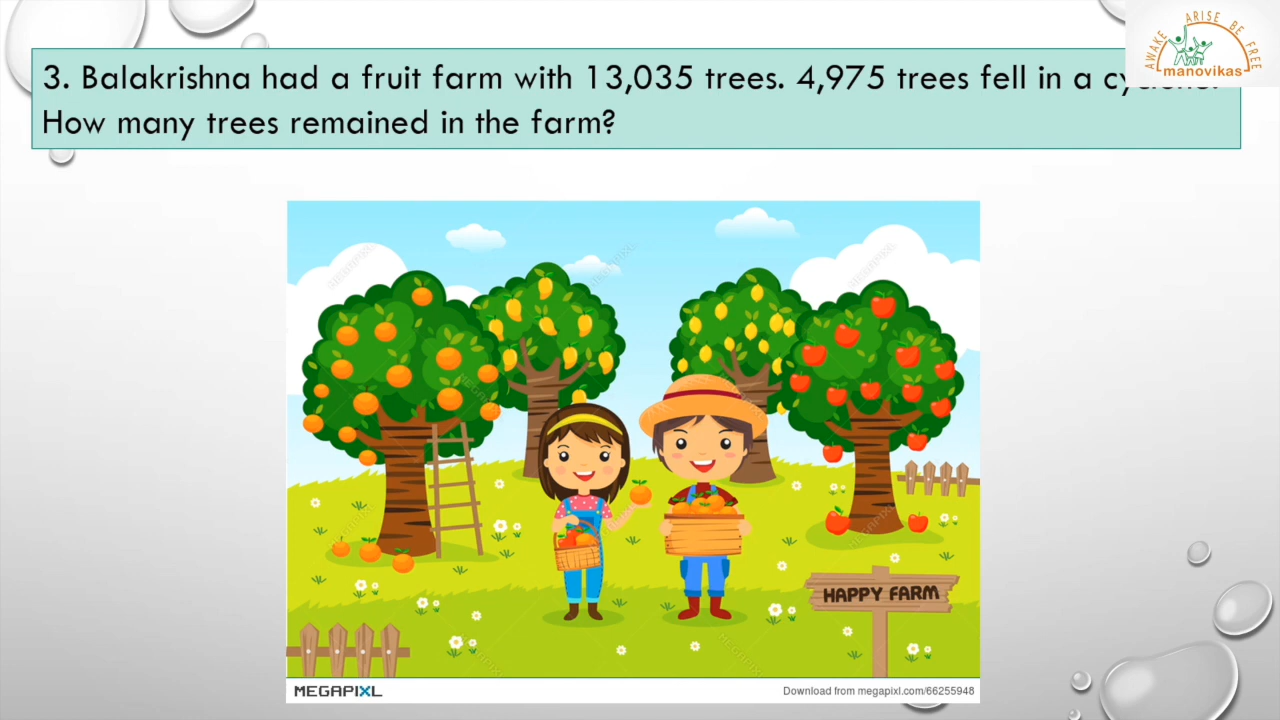 3. Balakrishna had a fruit farm with 13,035 trees. 4,975 trees fell in a
How many trees remained in the farm?
AWAKE ARISE BE FREE
manovikas
HAPPY FARM
MEGAPIXL
Download from megapixl.com/66255948